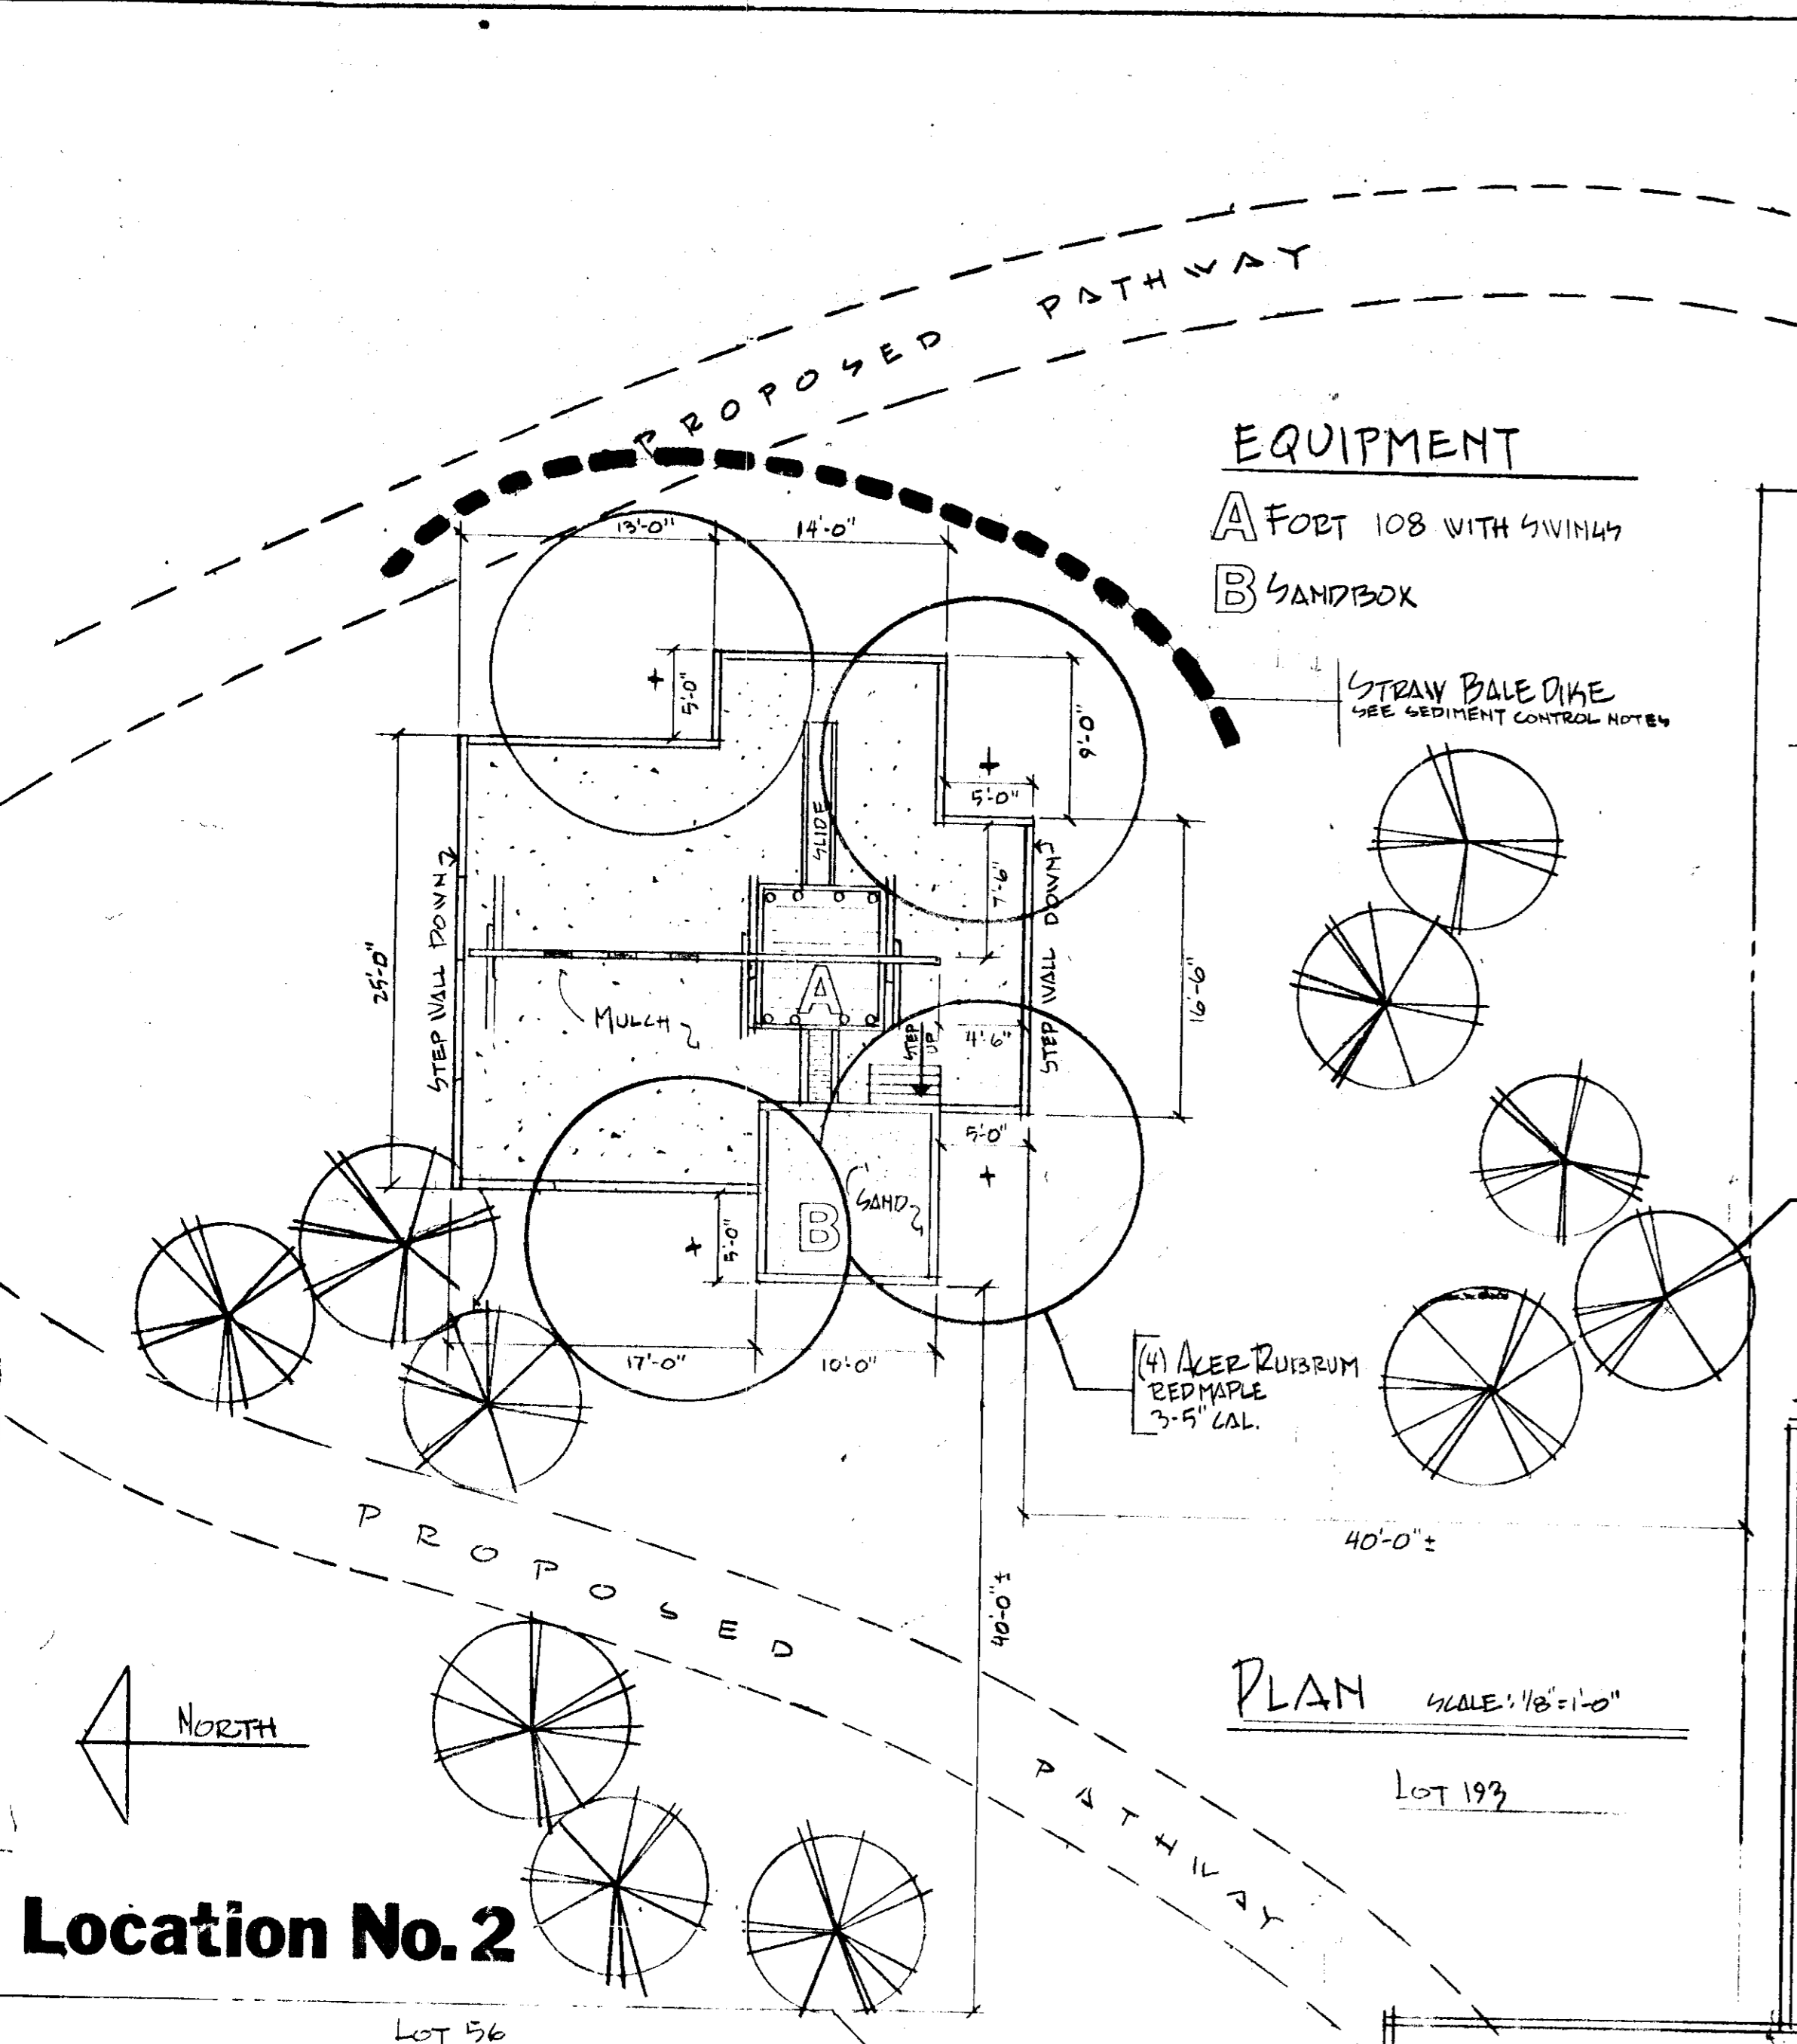 PROPOSED PATHWAY
EQUIPMENT
A FORT 108 WITH SWINGS
B SANDBOX
STRAW BALE DIKE
SEE SEDIMENT CONTROL NOTES
13'-0"
14'-0"
5'-0"
9'-0"
5'-0"
SLIDE
7'-6"
STEP WALL DOWN
25'-0"
STEP WALL DOWN
16'-6"
A
MULCH
STEP
UP
4'-6"
5'-0"
SAND
B
5'-0"
17'-0"
10'-0"
(4) ACER RUBRUM
RED MAPLE
3-5" CAL.
40'-0" ±
40'-0" ±
PROPOSED PATHWAY
NORTH
PLAN SCALE: 1/8"=1'-0"
LOT 193
Location No. 2
LOT 56